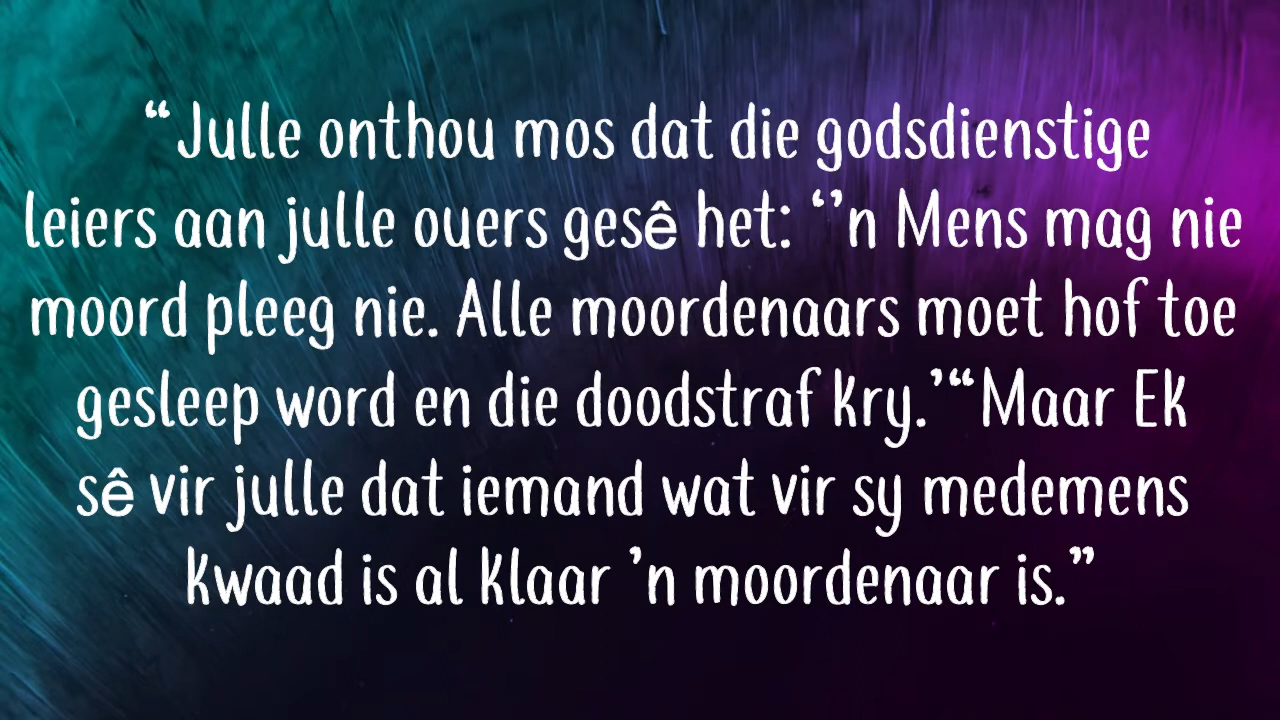 “Julle onthou mos dat die godsdienstige
leiers aan julle ouers gesê het: ‘’n Mens mag nie
moord pleeg nie. Alle moordenaars moet hof toe
gesleep word en die doodstraf kry.’“Maar Ek
sê vir julle dat iemand wat vir sy medemens
kwaad is al klaar ’n moordenaar is.”